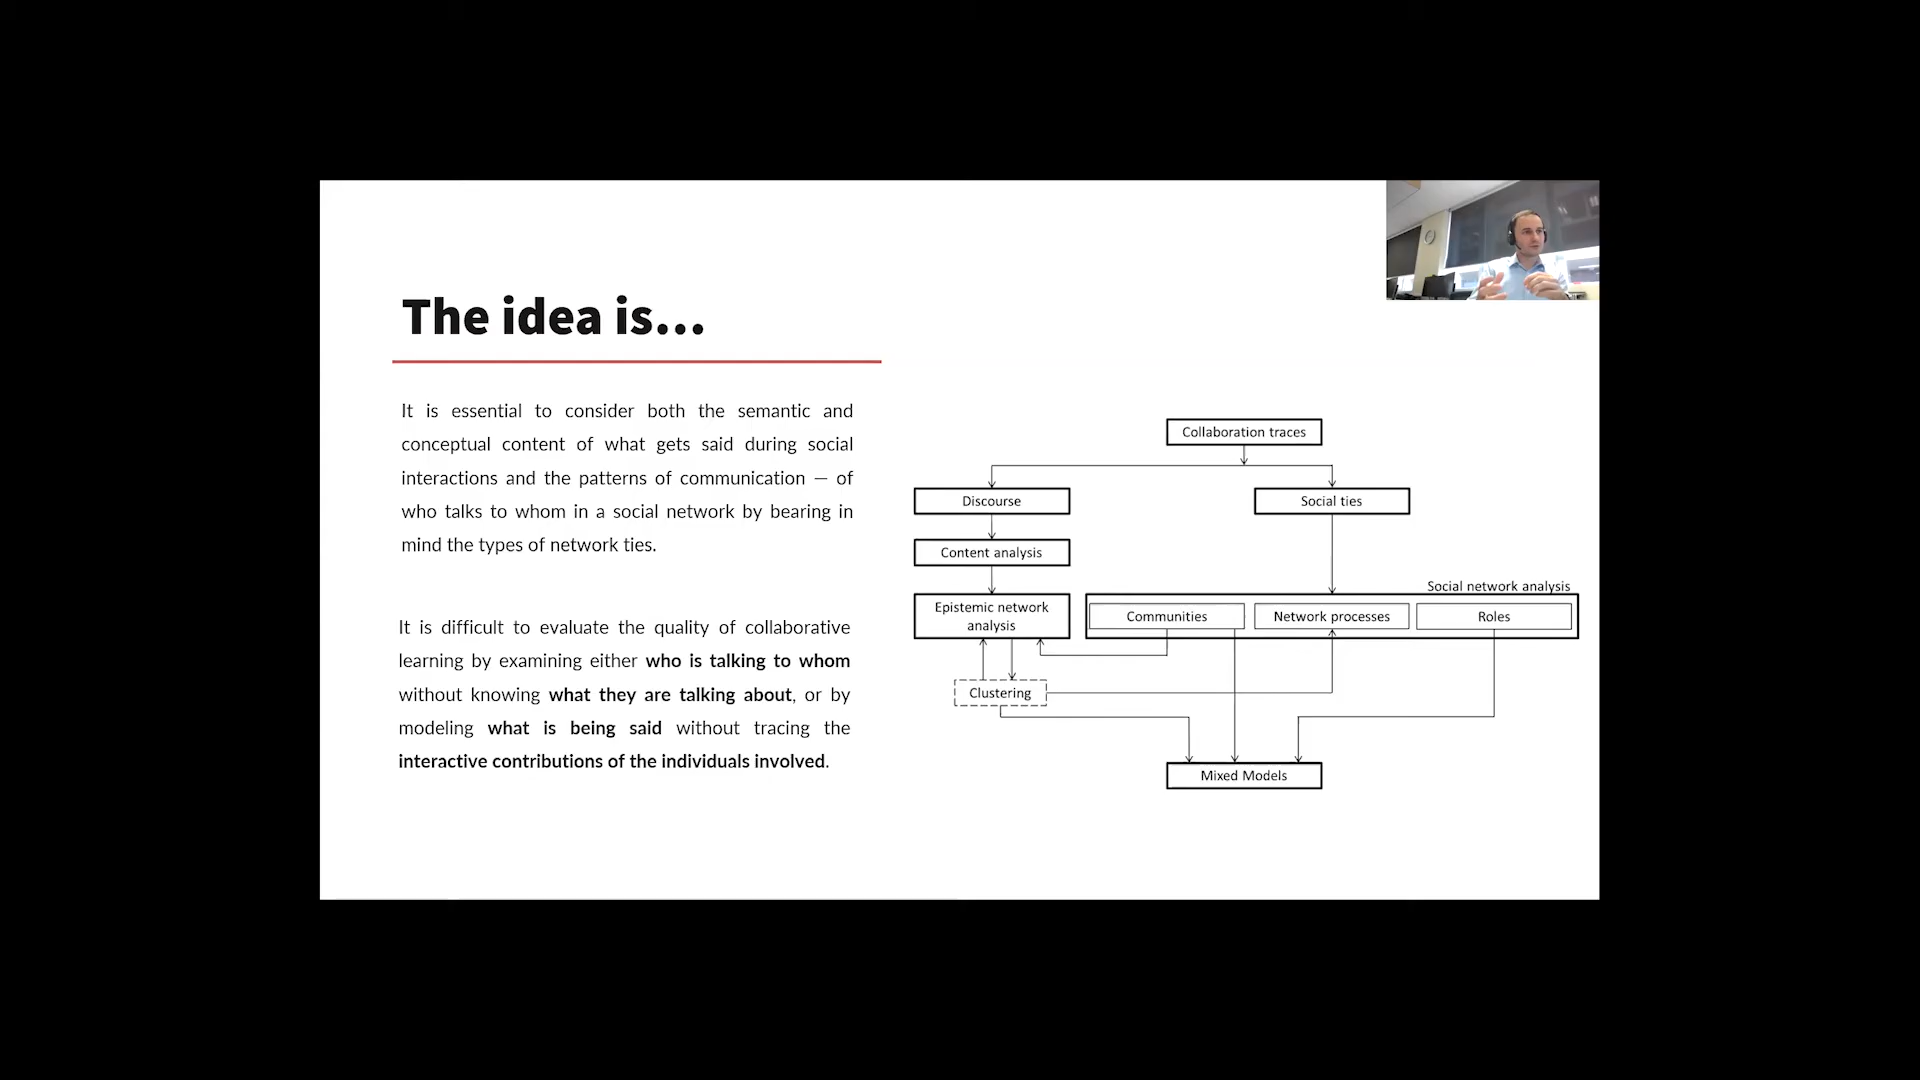 The idea is...
It is essential to consider both the semantic and
conceptual content of what gets said during social
interactions and the patterns of communication — of
who talks to whom in a social network by bearing in
mind the types of network ties.
It is difficult to evaluate the quality of collaborative
learning by examining either who is talking to whom
without knowing what they are talking about, or by
modeling what is being said without tracing the
interactive contributions of the individuals involved.
Collaboration traces
Discourse
Social ties
Content analysis
Social network analysis
Epistemic network
analysis
Communities
Network processes
Roles
Clustering
Mixed Models